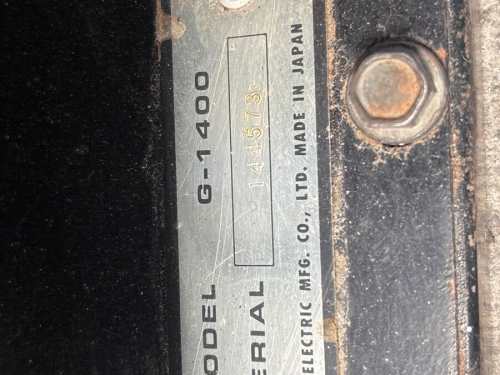 ODEL G-1400
ERIAL 144573
ELECTRIC MFG. CO., LTD. MADE IN JAPAN